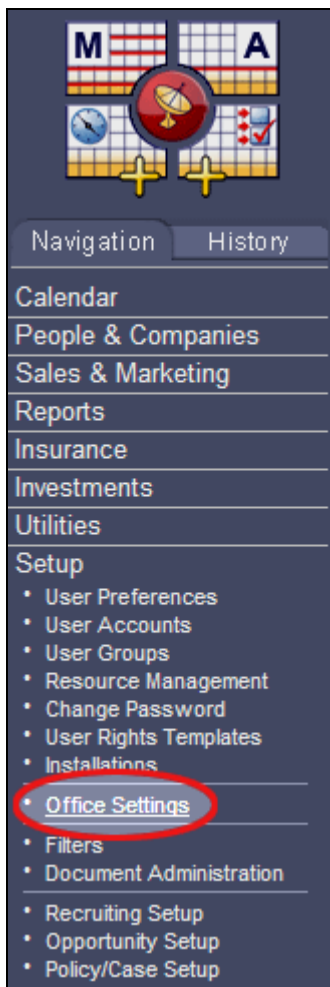 M A
Navigation History
Calendar
People & Companies
Sales & Marketing
Reports
Insurance
Investments
Utilities
Setup
• User Preferences
• User Accounts
• User Groups
• Resource Management
• Change Password
• User Rights Templates
• Installations
• Office Settings
• Filters
• Document Administration
• Recruiting Setup
• Opportunity Setup
• Policy/Case Setup